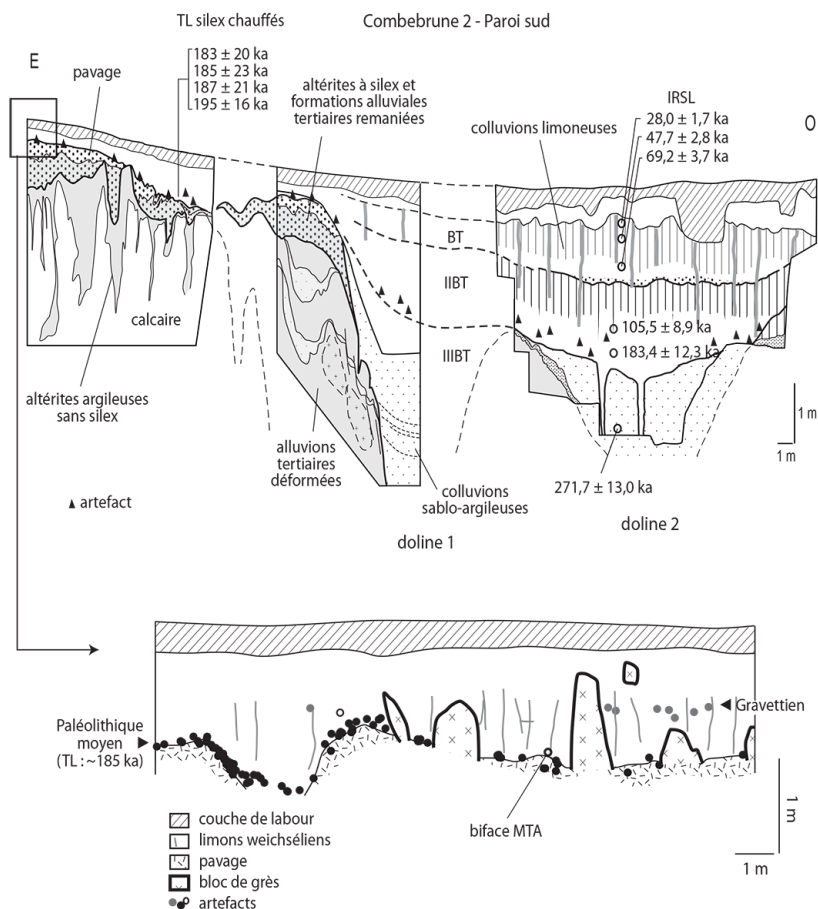 TL silex chauffés
Combebrune 2 - Paroi sud
183 ± 20 ka
185 ± 23 ka
187 ± 21 ka
195 ± 16 ka
E
pavage
altérites à silex et
formations alluviales
tertiaires remaniées
IRSL
28,0 ± 1,7 ka
47,7 ± 2,8 ka
69,2 ± 3,7 ka
O
colluvions limoneuses
BT
IIBT
IIIBT
105,5 ± 8,9 ka
183,4 ± 12,3 ka
calcaire
altérites argileuses
sans silex
alluvions
tertiaires
déformées
colluvions
sablo-argileuses
271,7 ± 13,0 ka
1 m
1 m
artefact
doline 1
doline 2
Paléolithique
moyen
(TL :~185 ka)
Gravettien
biface MTA
1 m
1 m
couche de labour
limons weichséliens
pavage
bloc de grès
artefacts